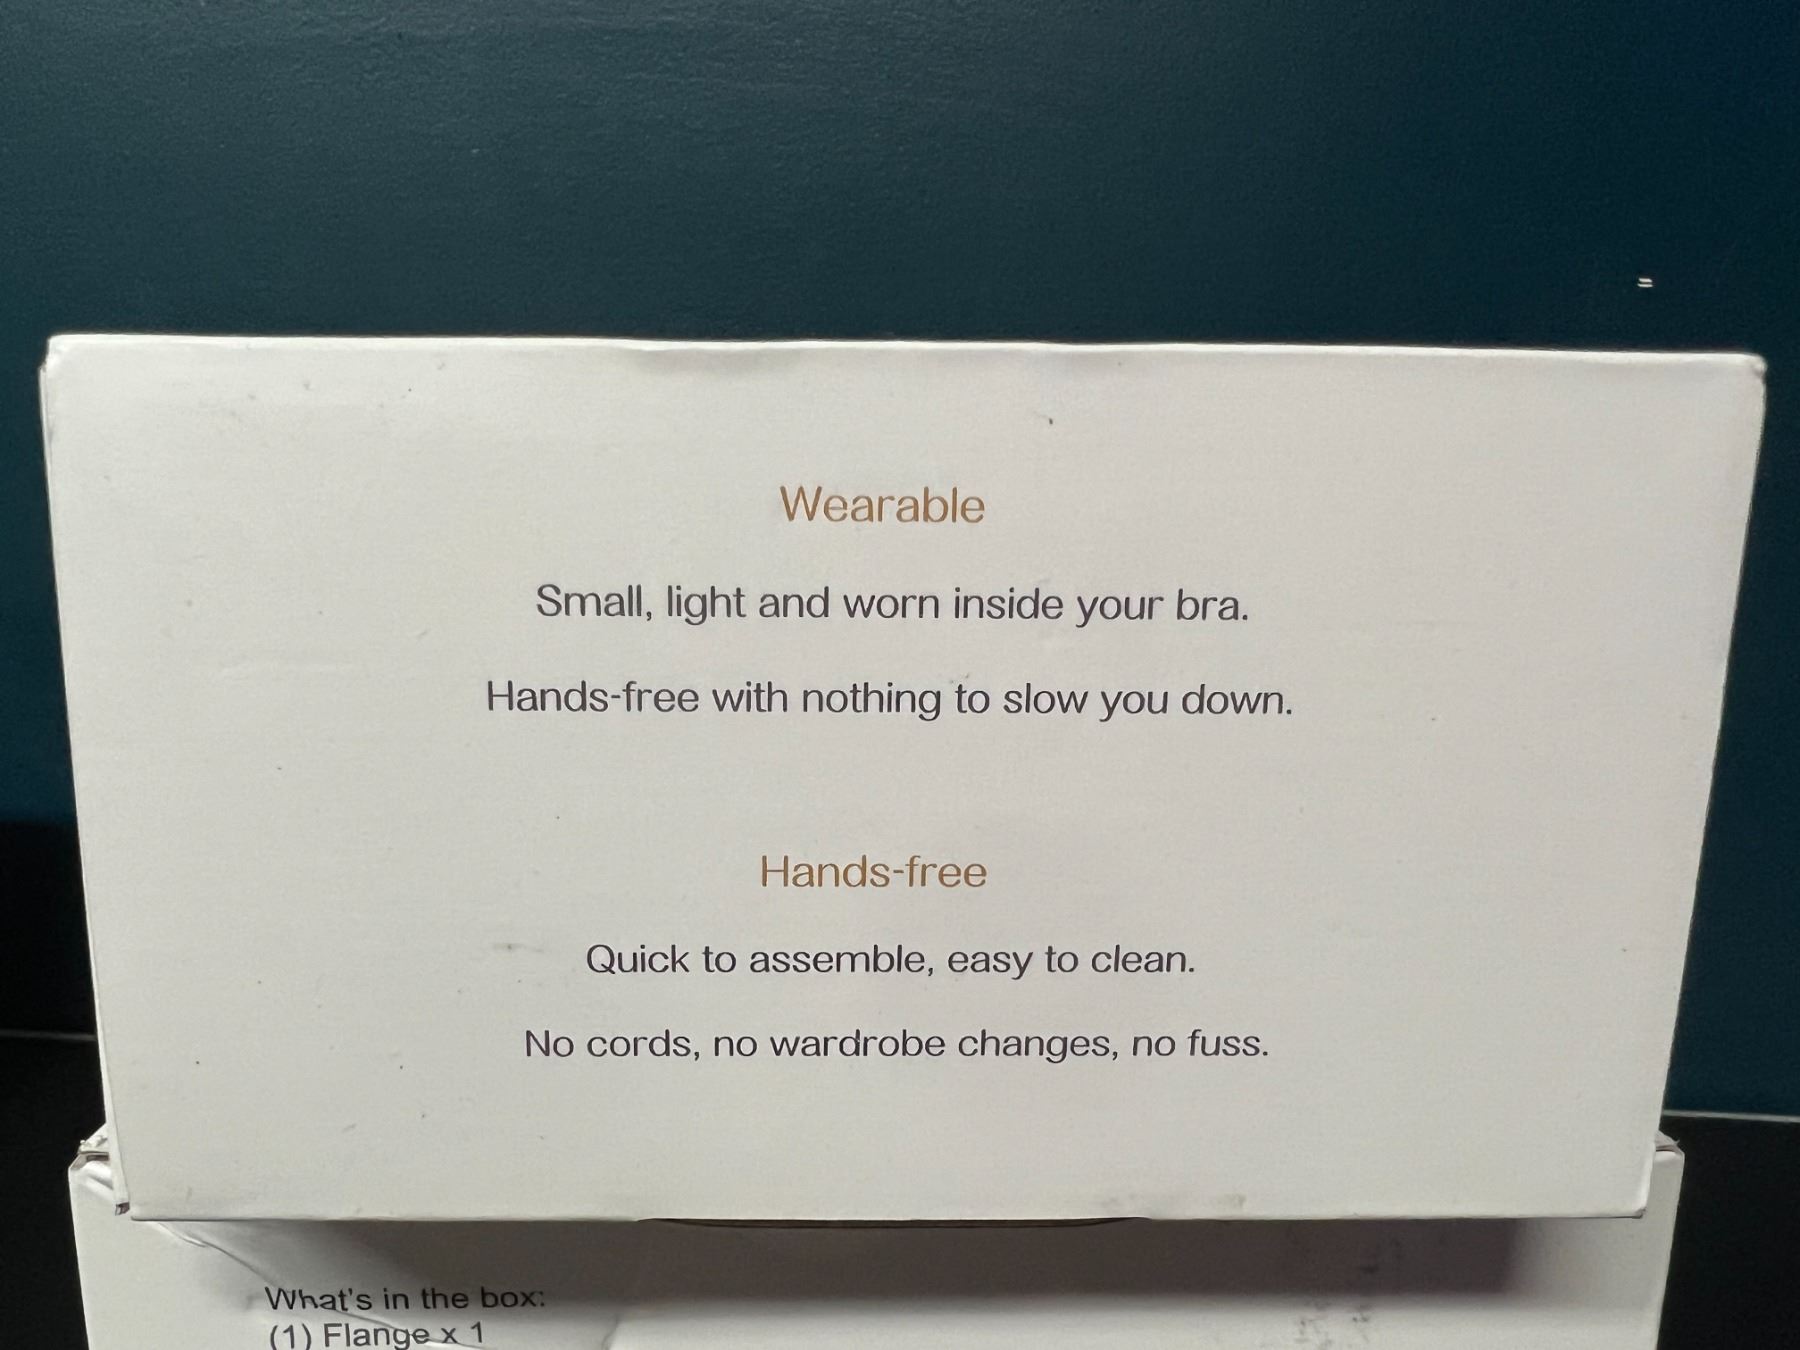 Wearable
Small, light and worn inside your bra.
Hands-free with nothing to slow you down.
Hands-free
Quick to assemble, easy to clean.
No cords, no wardrobe changes, no fuss.
What's in the box:
(1) Flange x 1